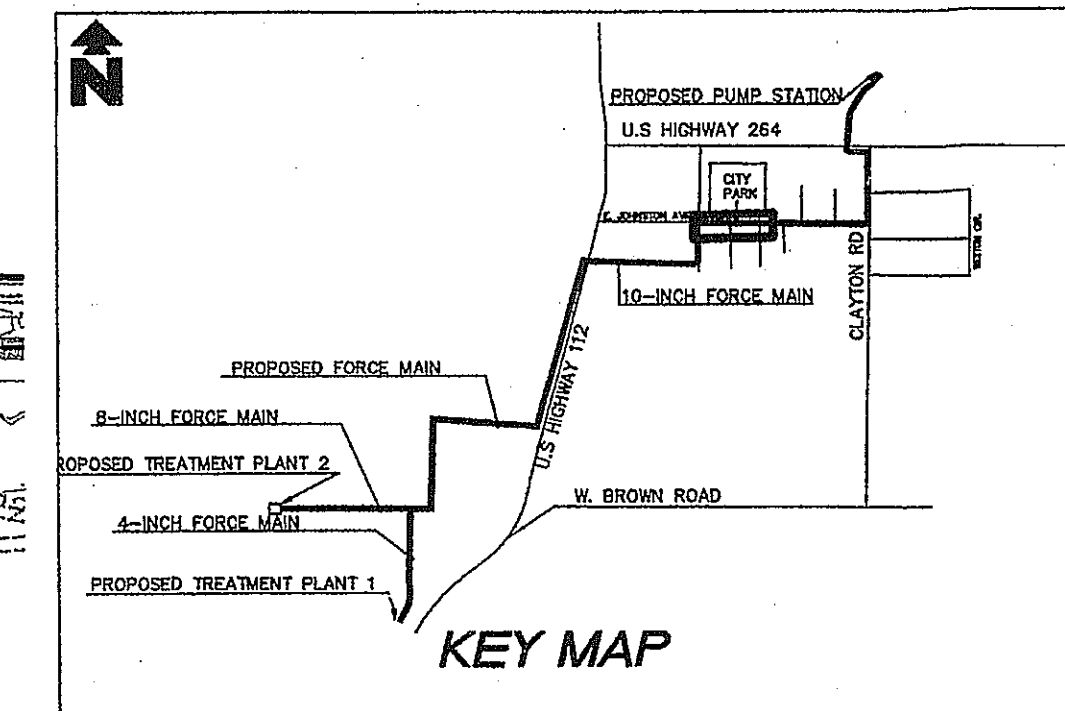 N
PROPOSED PUMP STATION
U.S HIGHWAY 264
CITY
PARK
E. JOHNSTON AVE
CLAYTON RD
10-INCH FORCE MAIN
U.S HIGHWAY 112
PROPOSED FORCE MAIN
8-INCH FORCE MAIN
ROPOSED TREATMENT PLANT 2
W. BROWN ROAD
4-INCH FORCE MAIN
PROPOSED TREATMENT PLANT 1
KEY MAP